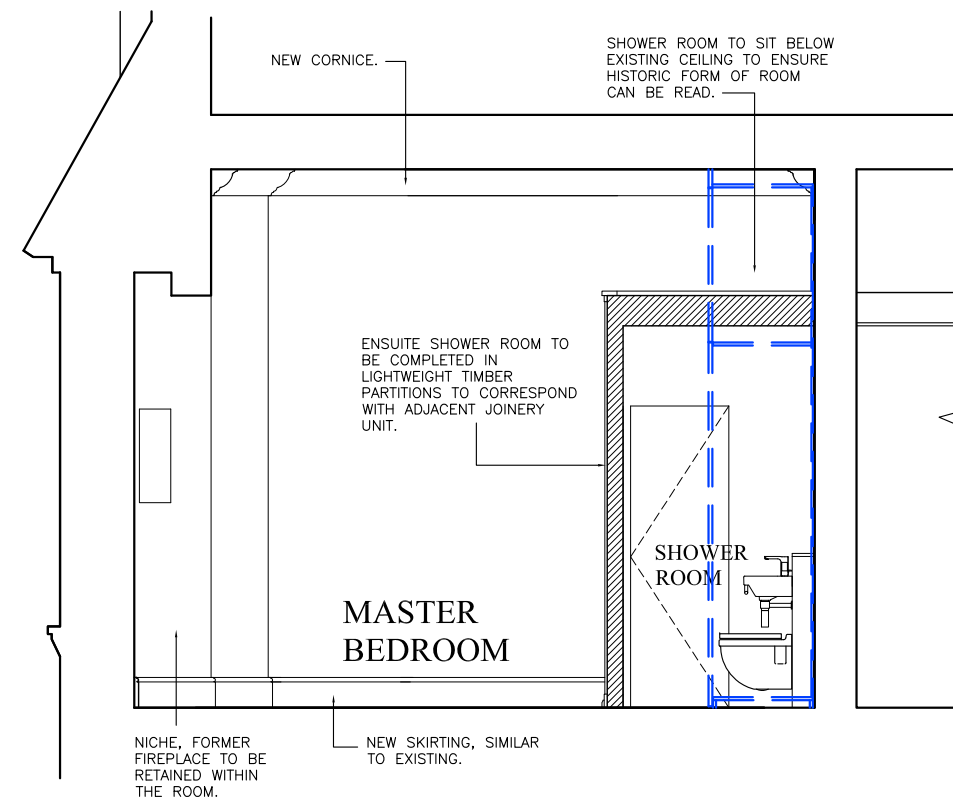 NEW CORNICE.
SHOWER ROOM TO SIT BELOW
EXISTING CEILING TO ENSURE
HISTORIC FORM OF ROOM
CAN BE READ.
ENSUITE SHOWER ROOM TO
BE COMPLETED IN
LIGHTWEIGHT TIMBER
PARTITIONS TO CORRESPOND
WITH ADJACENT JOINERY
UNIT.
SHOWER
ROOM
MASTER
BEDROOM
NICHE, FORMER
FIREPLACE TO BE
RETAINED WITHIN
THE ROOM.
NEW SKIRTING, SIMILAR
TO EXISTING.